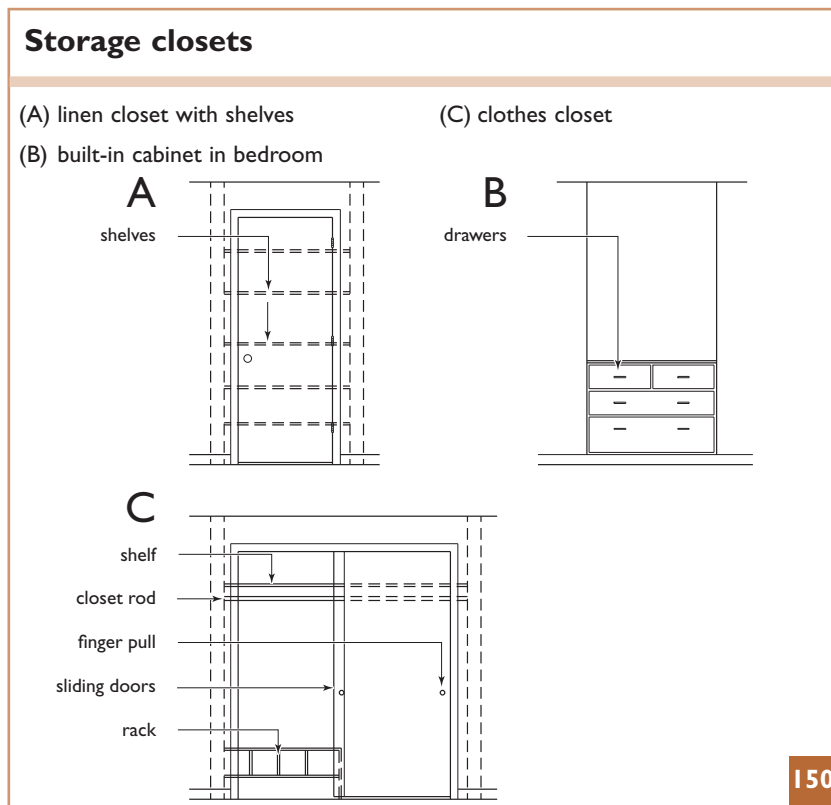 Storage closets
(A) linen closet with shelves
(B) built-in cabinet in bedroom
(C) clothes closet
A
shelves
B
drawers
C
shelf
closet rod
finger pull
sliding doors
rack
150